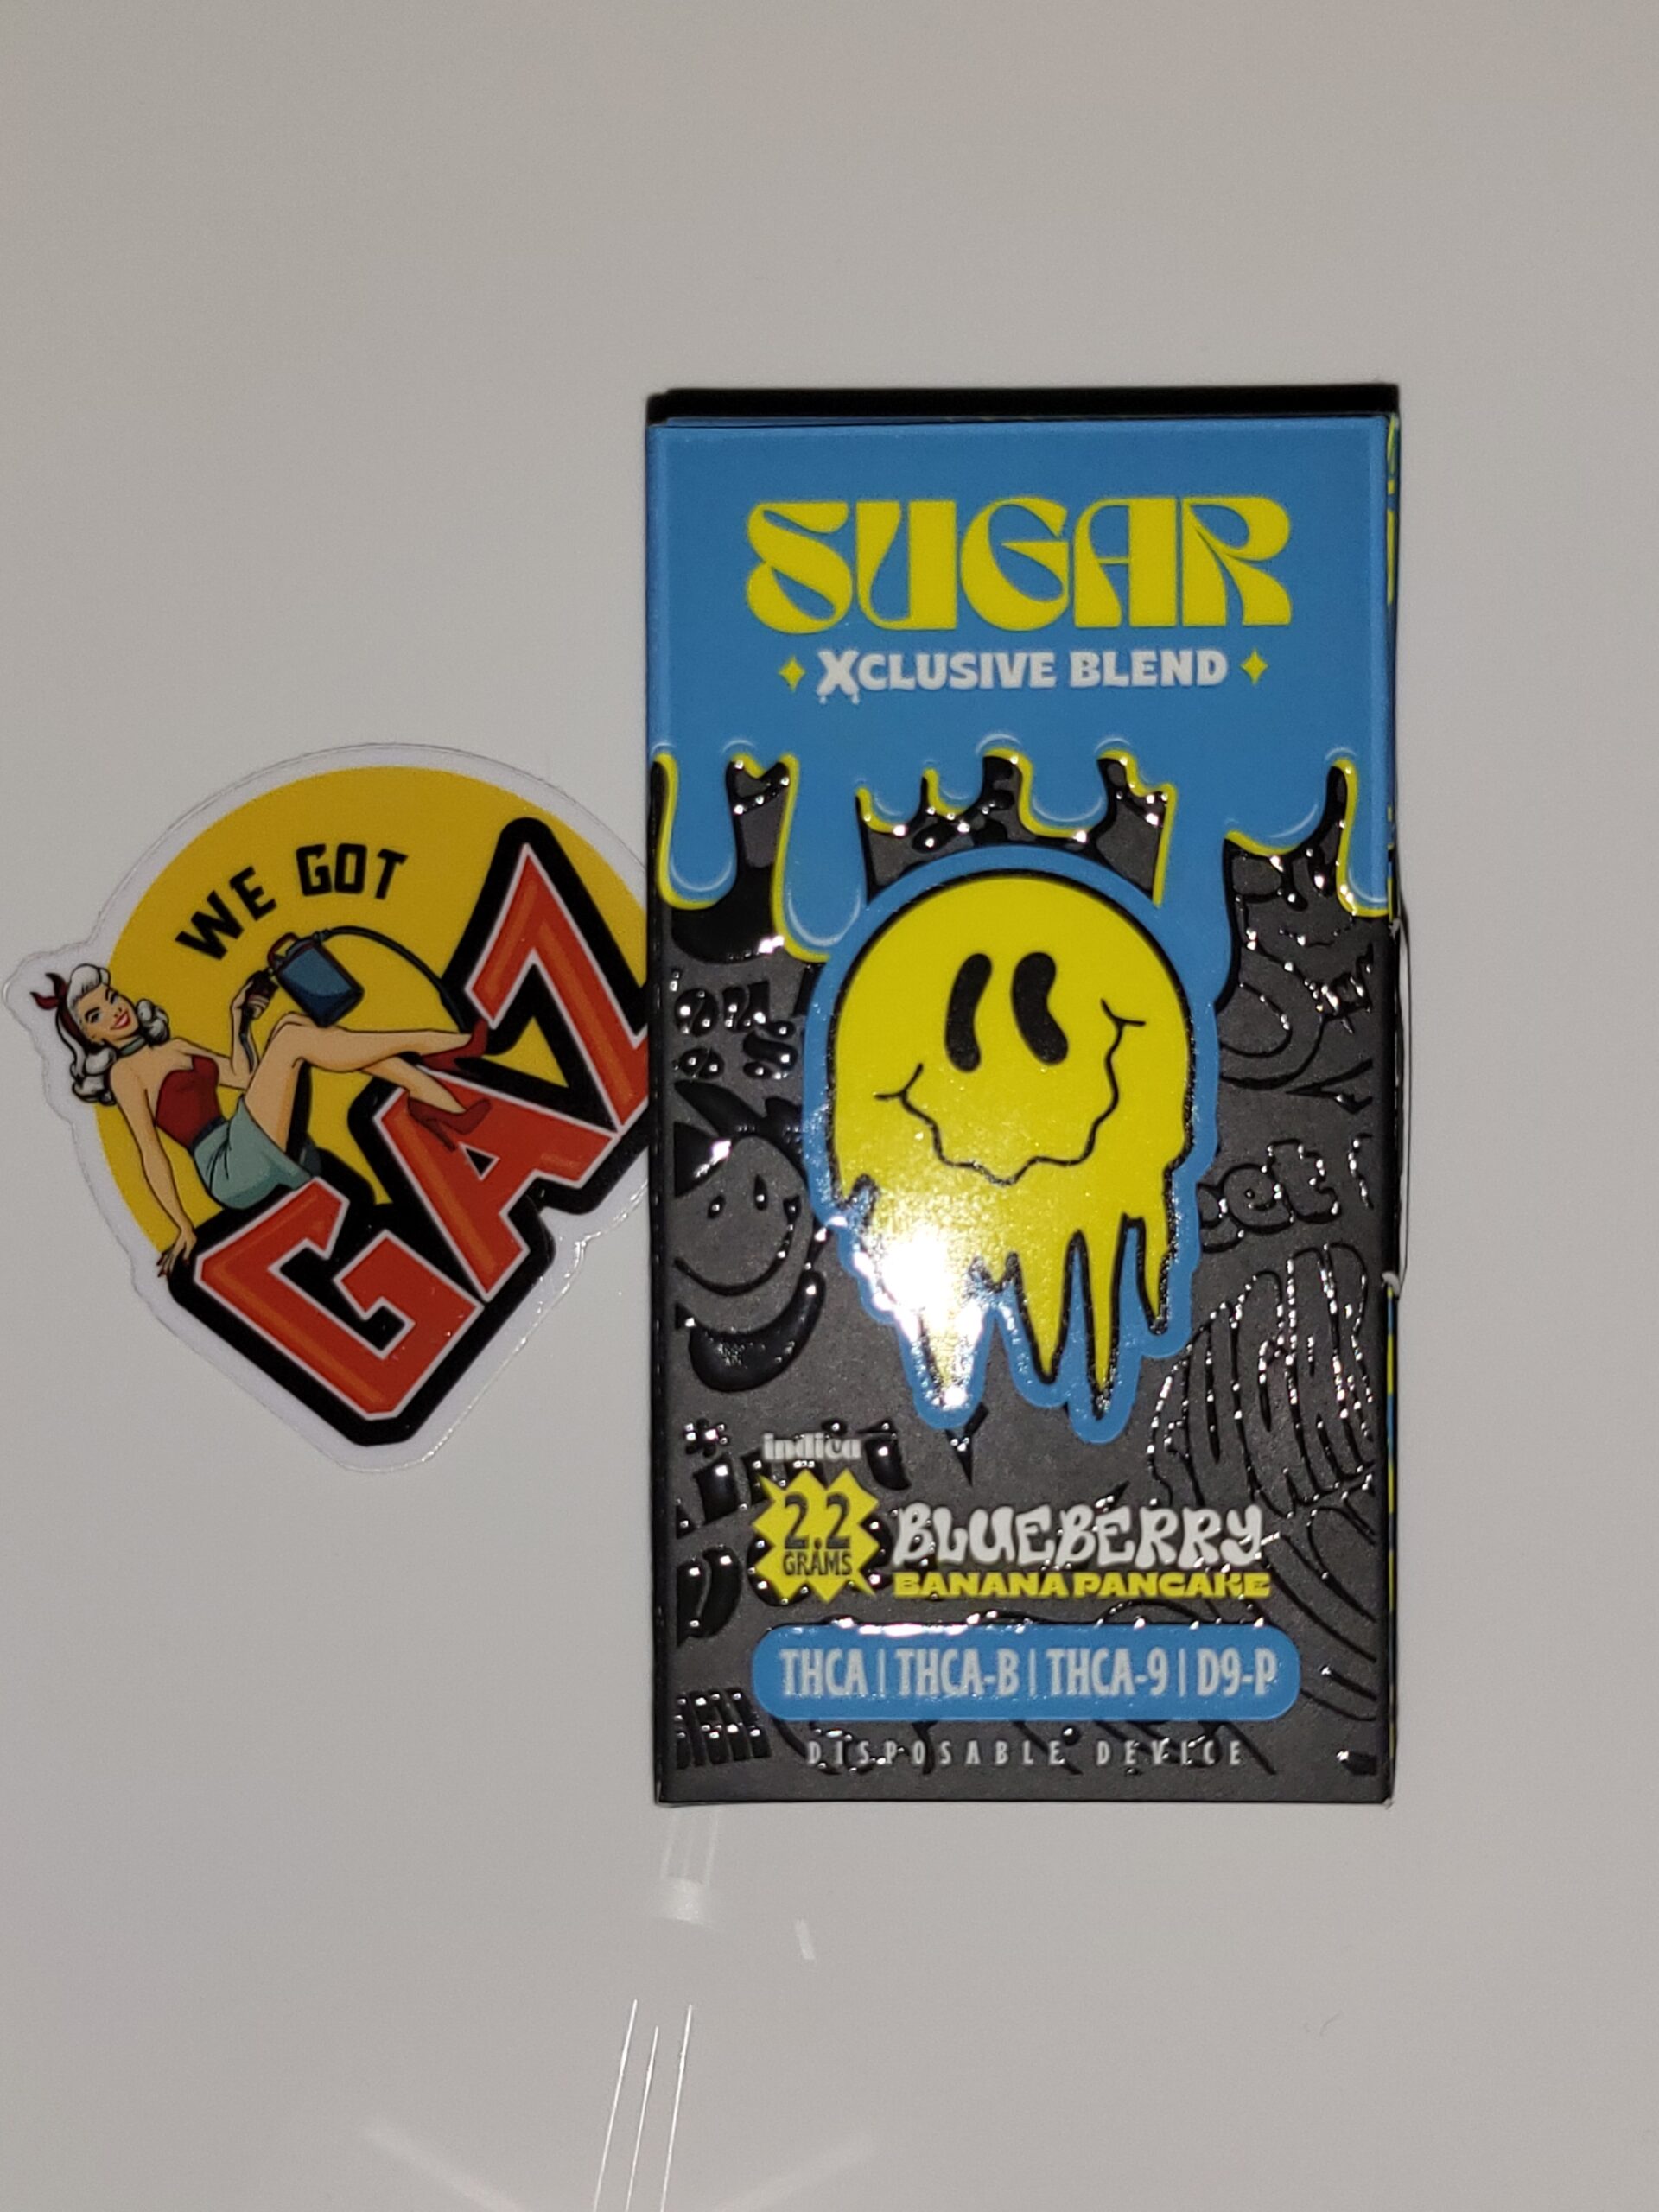 WE GOT
GAZ
SUGAR
XCLUSIVE BLEND
SUGAR
indica
2.2
GRAMS
BLUEBERRY
BANANA PANCAKE
THCA | THCA-B | THCA-9 | D9-P
DISPOSABLE DEVICE